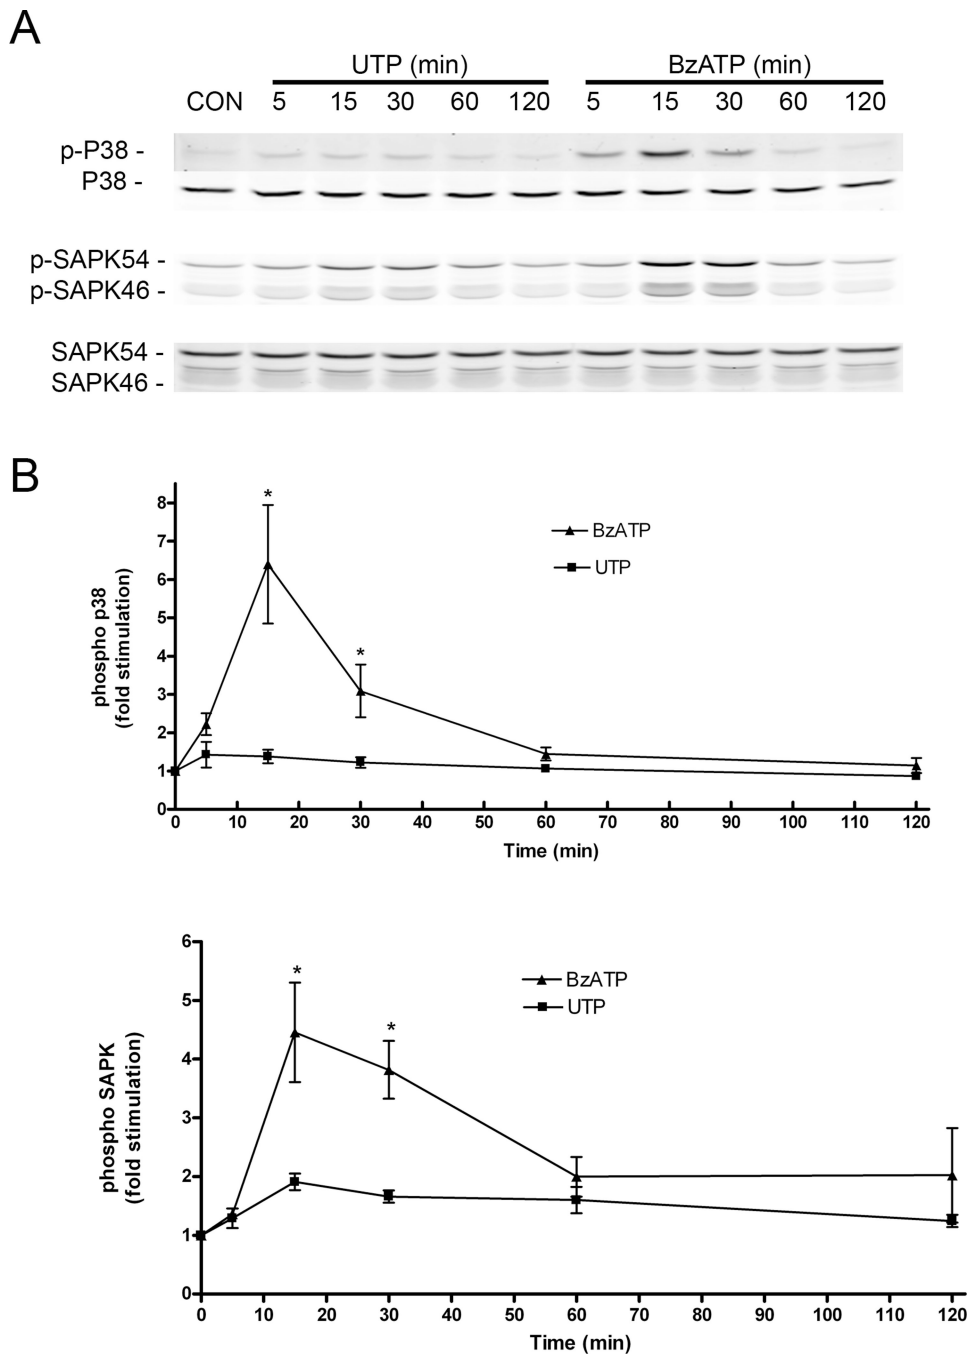 A
UTP (min) BzATP (min)
CON 5 15 30 60 120 5 15 30 60 120
p-P38 -
P38 -
p-SAPK54 -
p-SAPK46 -
SAPK54 -
SAPK46 -
B
8
7
6
5
4
3
2
1
0
phospho p38
(fold stimulation)
*
*
BzATP
UTP
0 10 20 30 40 50 60 70 80 90 100 110 120
Time (min)
6
5
4
3
2
1
0
phospho SAPK
(fold stimulation)
*
*
BzATP
UTP
0 10 20 30 40 50 60 70 80 90 100 110 120
Time (min)